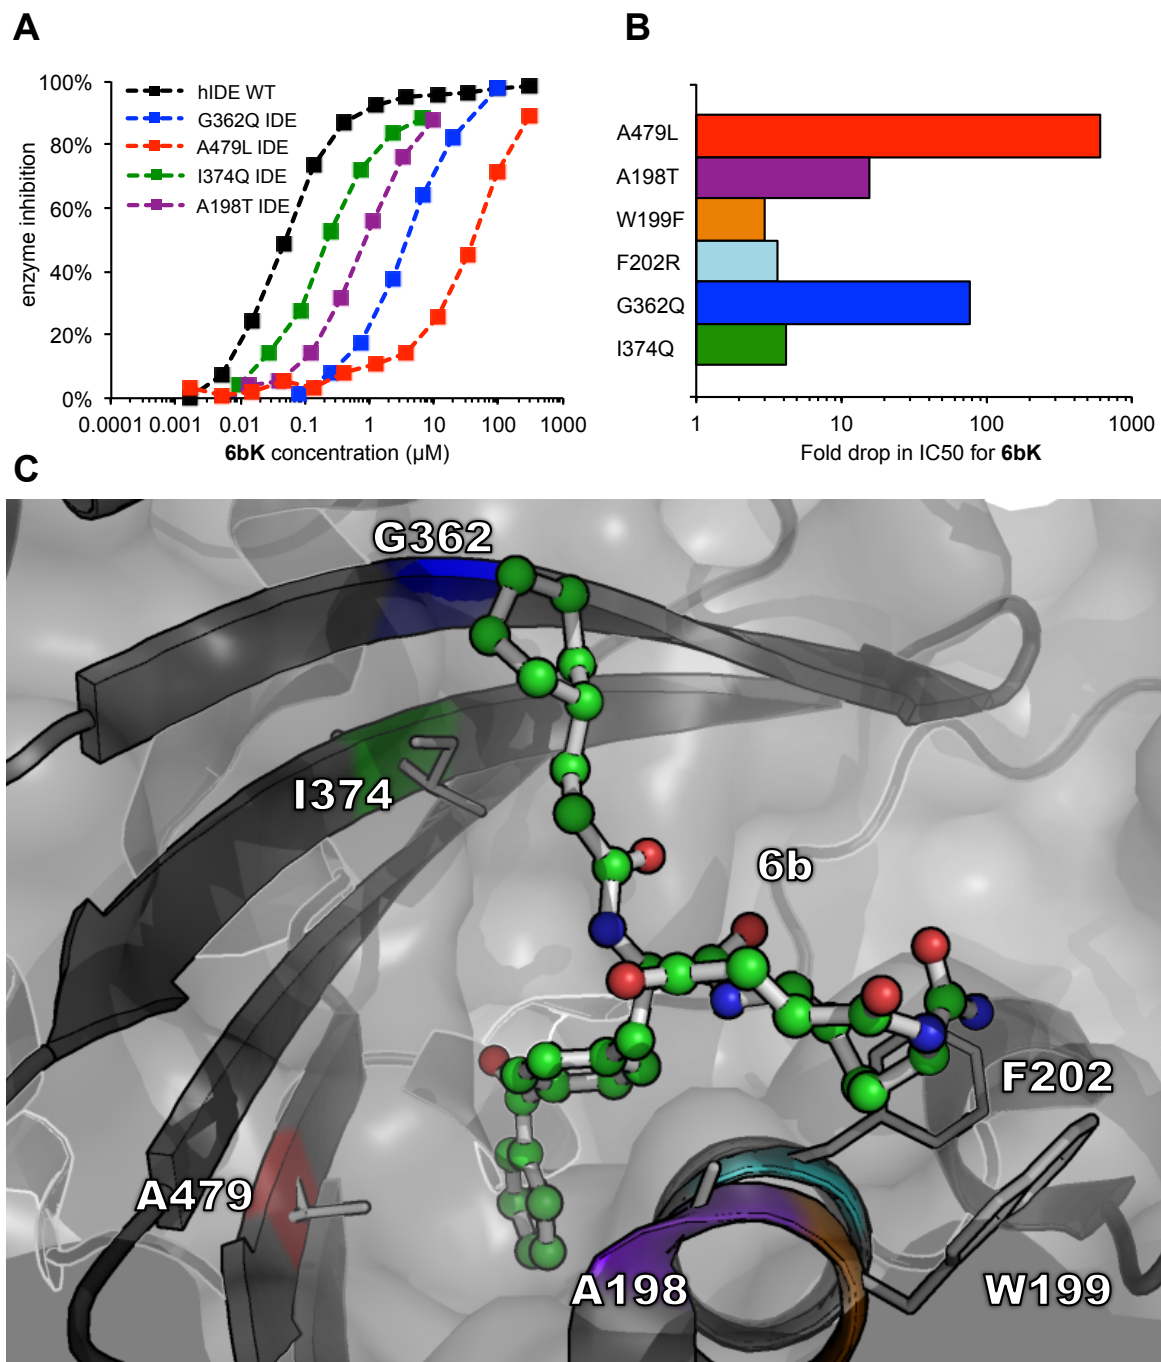 A
B
100%
80%
60%
40%
20%
0%
enzyme inhibition
hIDE WT
G362Q IDE
A479L IDE
I374Q IDE
A198T IDE
0.0001 0.001 0.01 0.1 1 10 100 1000
6bK concentration (µM)
A479L
A198T
W199F
F202R
G362Q
I374Q
1 10 100 1000
Fold drop in IC50 for 6bK
C
G362
I374
6b
F202
A479
A198
W199